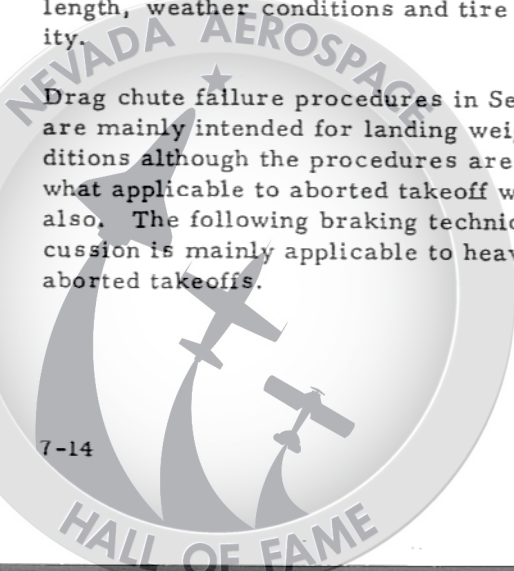 length, weather conditions and tire
ity.
Drag chute failure procedures in Se
are mainly intended for landing wei
ditions although the procedures are
what applicable to aborted takeoff w
also. The following braking technic
cussion is mainly applicable to heav
aborted takeoffs.
7-14
NEVADA AEROSPACE
HALL OF FAME